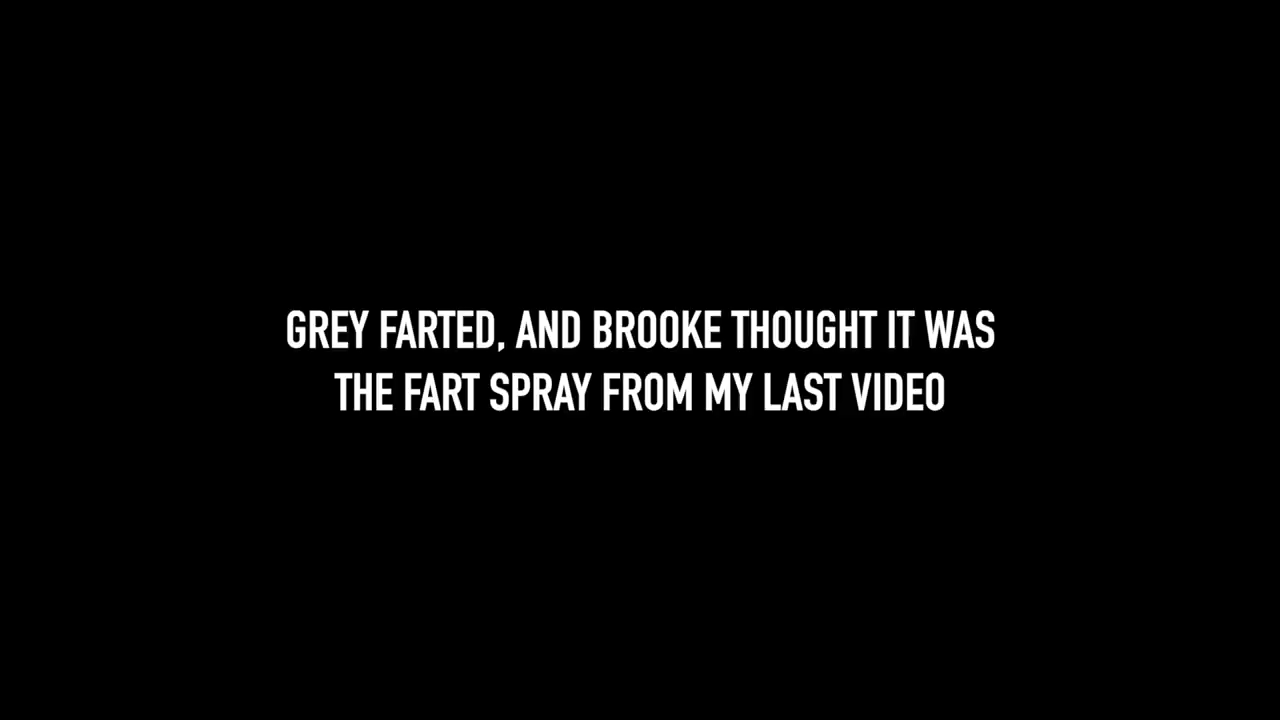 GREY FARTED, AND BROOKE THOUGHT IT WAS
THE FART SPRAY FROM MY LAST VIDEO